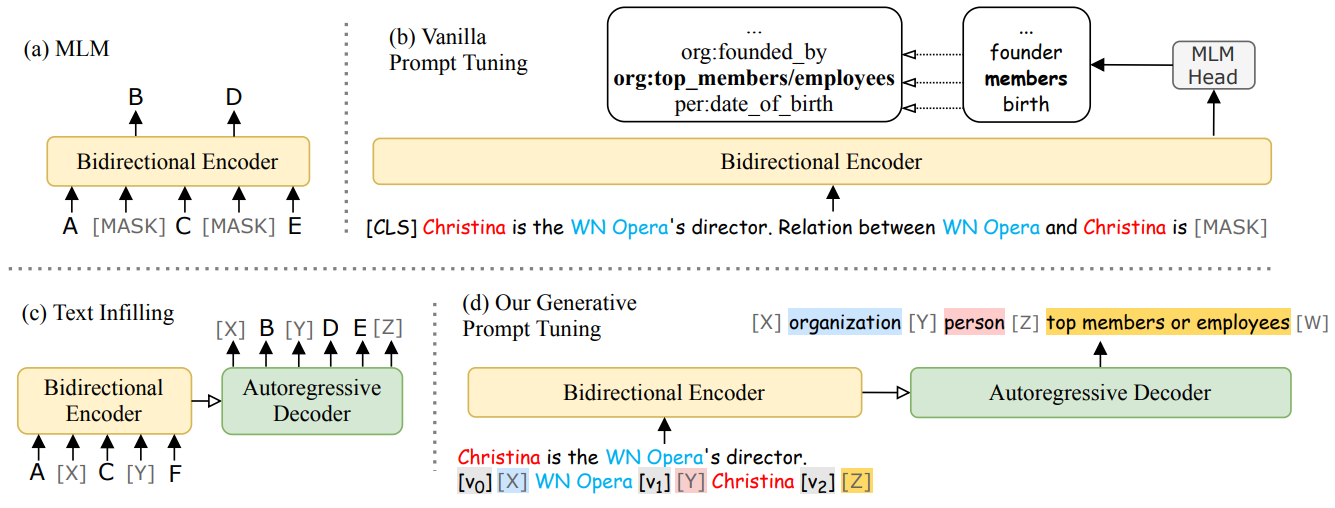 (a) MLM
B D
Bidirectional Encoder
A [MASK] C [MASK] E
(b) Vanilla
Prompt Tuning
...
org:founded_by
org:top_members/employees
per:date_of_birth
...
founder
members
birth
MLM
Head
Bidirectional Encoder
[CLS] Christina is the WN Opera's director. Relation between WN Opera and Christina is [MASK]
(c) Text Infilling
[X] B [Y] D E [Z]
Bidirectional
Encoder
Autoregressive
Decoder
A [X] C [Y] F
(d) Our Generative
Prompt Tuning
[X] organization [Y] person [Z] top members or employees [W]
Bidirectional Encoder
Autoregressive Decoder
Christina is the WN Opera's director.
[v0] [X] WN Opera [v1] [Y] Christina [v2] [Z]